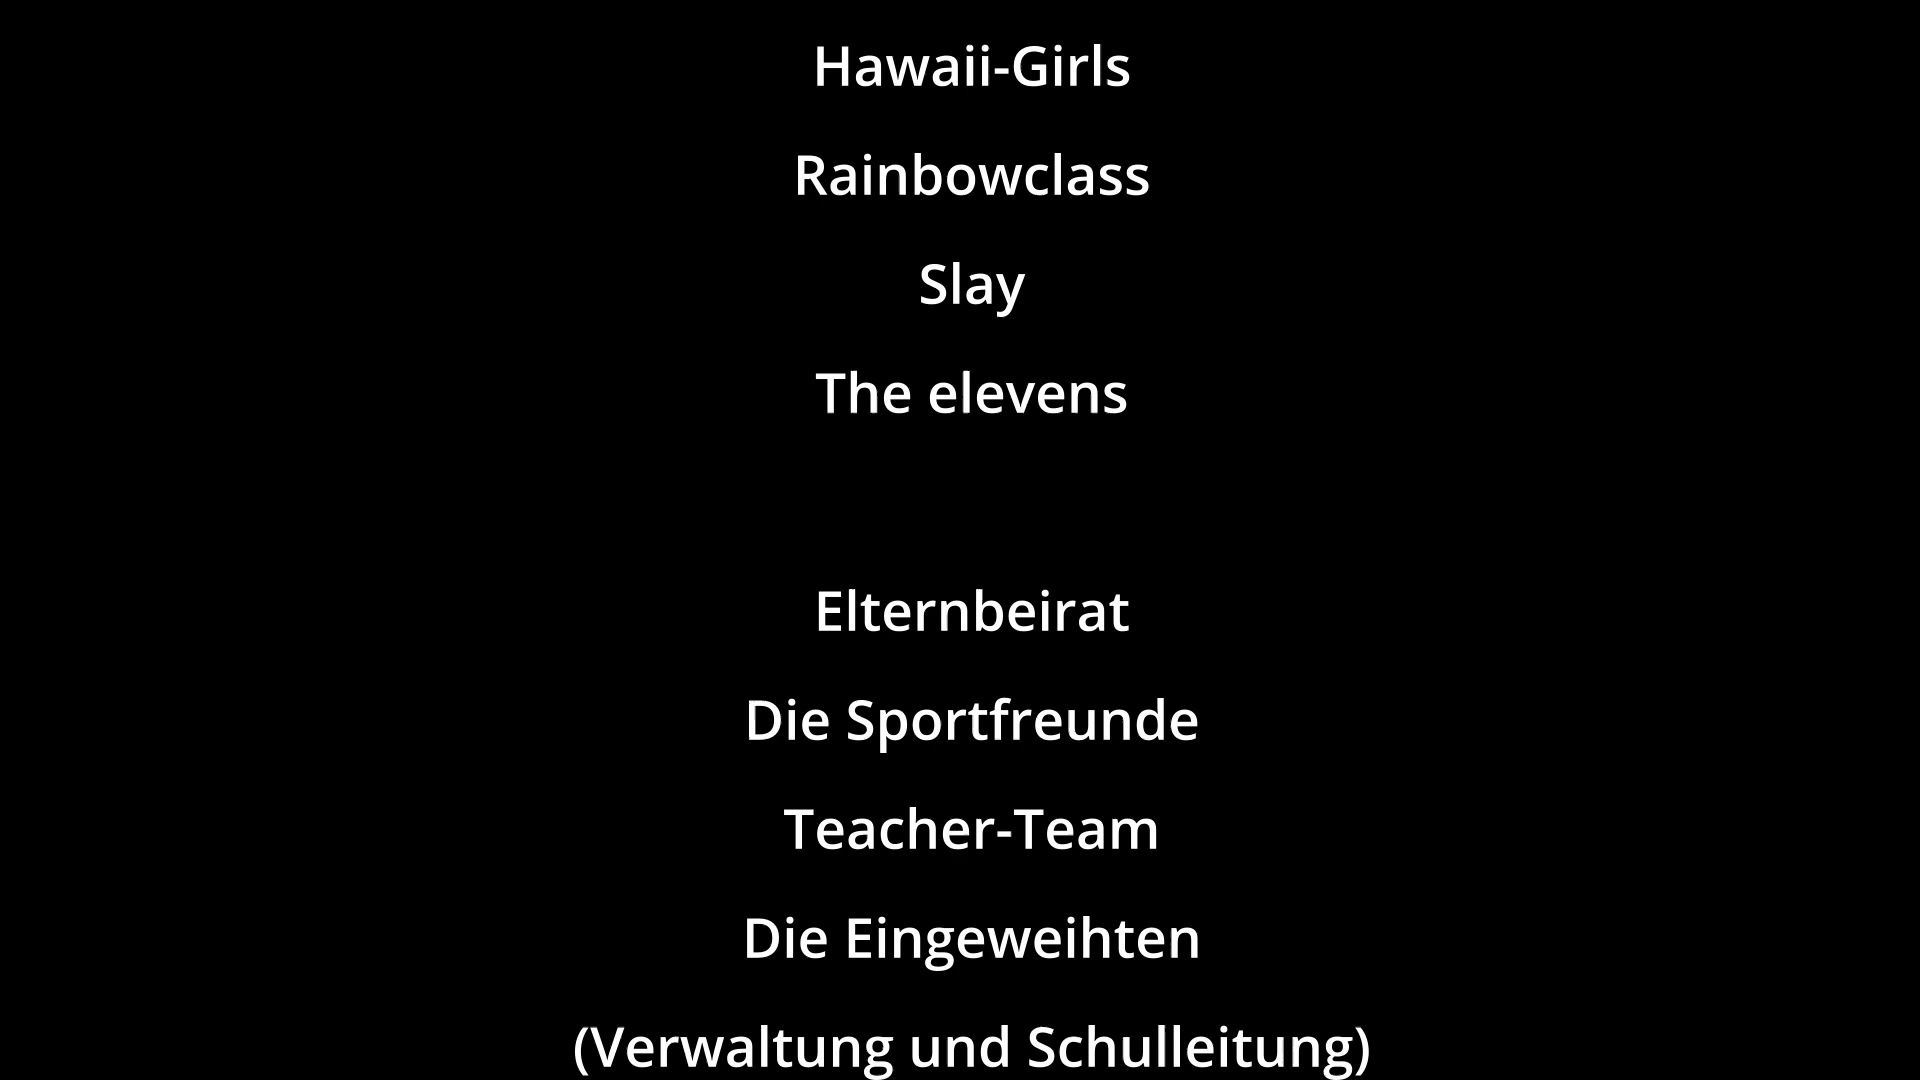 Hawaii-Girls
Rainbowclass
Slay
The elevens
Elternbeirat
Die Sportfreunde
Teacher-Team
Die Eingeweihten
(Verwaltung und Schulleitung)